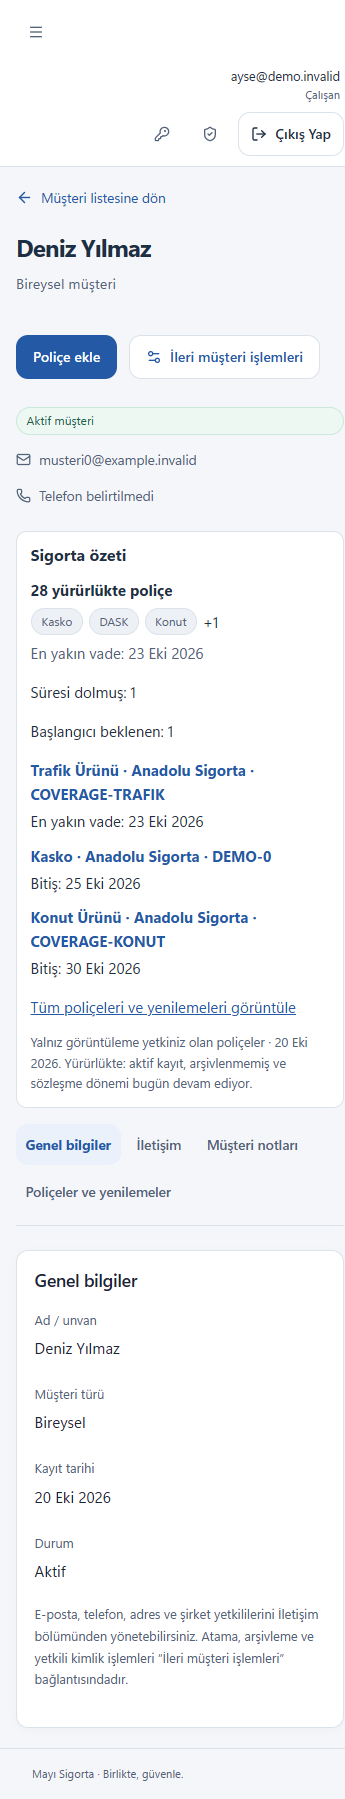 ayse@demo.invalid
Çalışan
Çıkış Yap
Müşteri listesine dön
Deniz Yılmaz
Bireysel müşteri
Poliçe ekle
İleri müşteri işlemleri
Aktif müşteri
musteri0@example.invalid
Telefon belirtilmedi
Sigorta özeti
28 yürürlükte poliçe
Kasko DASK Konut +1
En yakın vade: 23 Eki 2026
Süresi dolmuş: 1
Başlangıcı beklenen: 1
Trafik Ürünü · Anadolu Sigorta ·
COVERAGE-TRAFIK
En yakın vade: 23 Eki 2026
Kasko · Anadolu Sigorta · DEMO-0
Bitiş: 25 Eki 2026
Konut Ürünü · Anadolu Sigorta ·
COVERAGE-KONUT
Bitiş: 30 Eki 2026
Tüm poliçeleri ve yenilemeleri görüntüle
Yalnız görüntüleme yetkiniz olan poliçeler · 20 Eki
2026. Yürürlükte: aktif kayıt, arşivlenmemiş ve
sözleşme dönemi bugün devam ediyor.
Genel bilgiler İletişim Müşteri notları
Poliçeler ve yenilemeler
Genel bilgiler
Ad / unvan
Deniz Yılmaz
Müşteri türü
Bireysel
Kayıt tarihi
20 Eki 2026
Durum
Aktif
E-posta, telefon, adres ve şirket yetkililerini İletişim
bölümünden yönetebilirsiniz. Atama, arşivleme ve
yetkili kimlik işlemleri “İleri müşteri işlemleri”
bağlantısındadır.
Mayı Sigorta · Birlikte, güvenle.